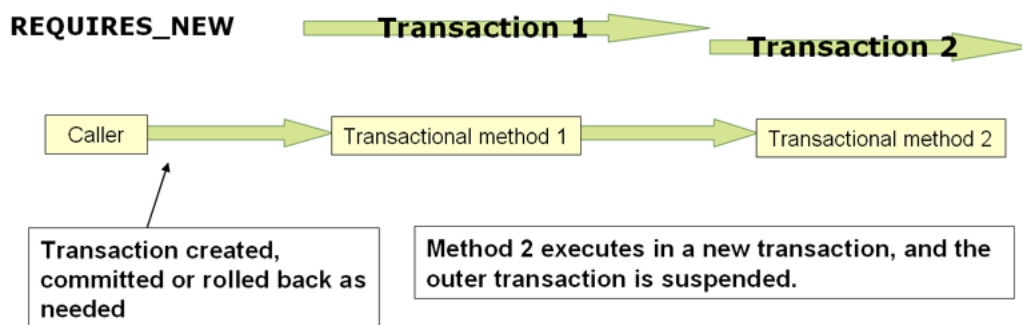 REQUIRES_NEW
Transaction 1
Transaction 2
Caller
Transactional method 1
Transactional method 2
Transaction created,
committed or rolled back as
needed
Method 2 executes in a new transaction, and the
outer transaction is suspended.